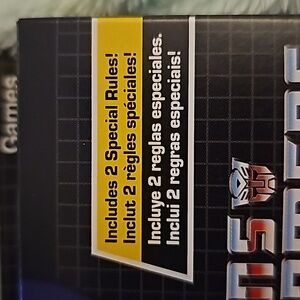 Games
Includes 2 Special Rules!
Inclut 2 règles spéciales!
Incluye 2 reglas especiales.
Inclui 2 regras especiais!